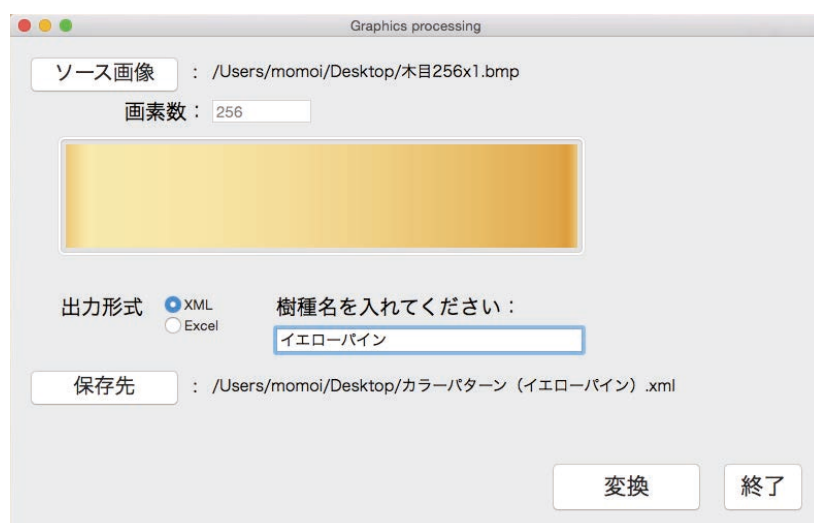 Graphics processing
ソース画像 : /Users/momoi/Desktop/木目256x1.bmp
画素数： 256
出力形式 XML 樹種名を入れてください：
Excel
イエローパイン
保存先 : /Users/momoi/Desktop/カラーパターン（イエローパイン）.xml
変換 終了